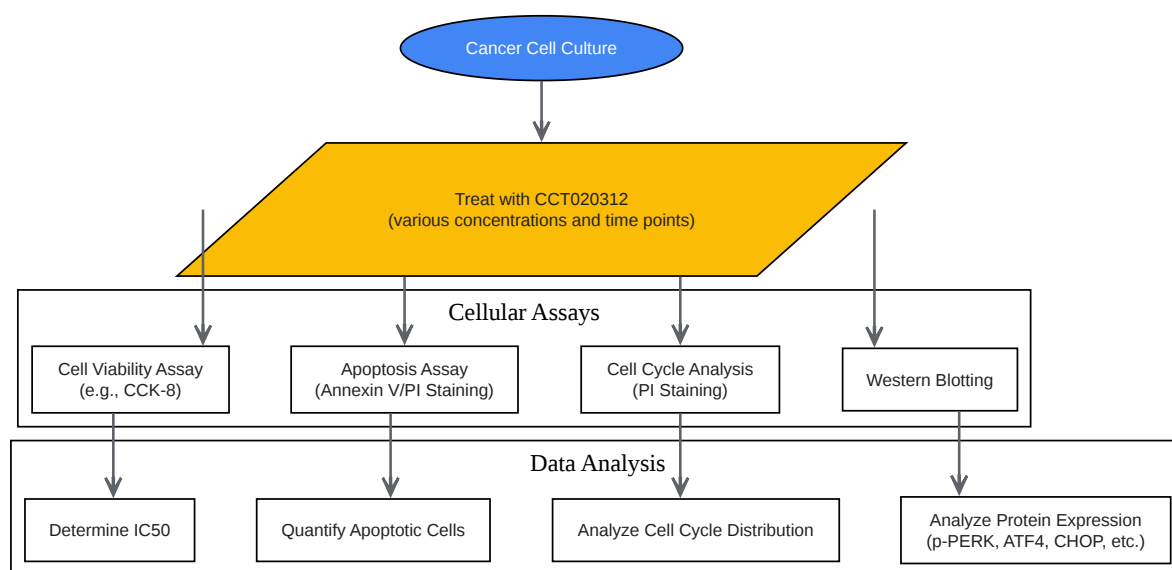 Cancer Cell Culture
Treat with CCT020312
(various concentrations and time points)
Cellular Assays
Cell Viability Assay
(e.g., CCK-8)
Apoptosis Assay
(Annexin V/PI Staining)
Cell Cycle Analysis
(PI Staining)
Western Blotting
Data Analysis
Determine IC50
Quantify Apoptotic Cells
Analyze Cell Cycle Distribution
Analyze Protein Expression
(p-PERK, ATF4, CHOP, etc.)